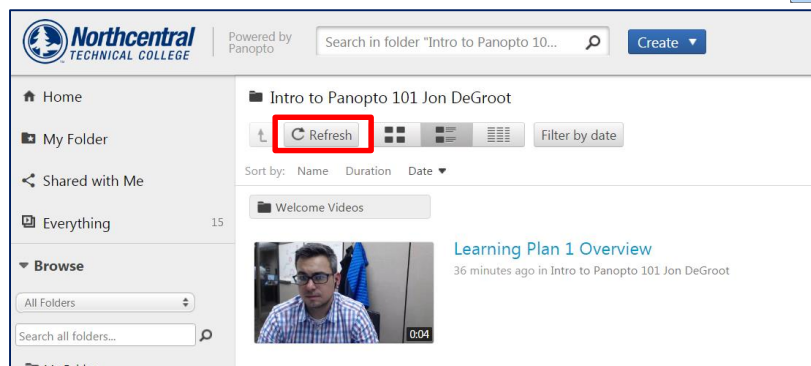 Northcentral
TECHNICAL COLLEGE
Powered by
Panopto
Search in folder "Intro to Panopto 10...
Create
Home
My Folder
Shared with Me
Everything 15
Browse
All Folders
Search all folders...
Intro to Panopto 101 Jon DeGroot
Refresh
Filter by date
Sort by: Name Duration Date
Welcome Videos
Learning Plan 1 Overview
36 minutes ago in Intro to Panopto 101 Jon DeGroot
0:04